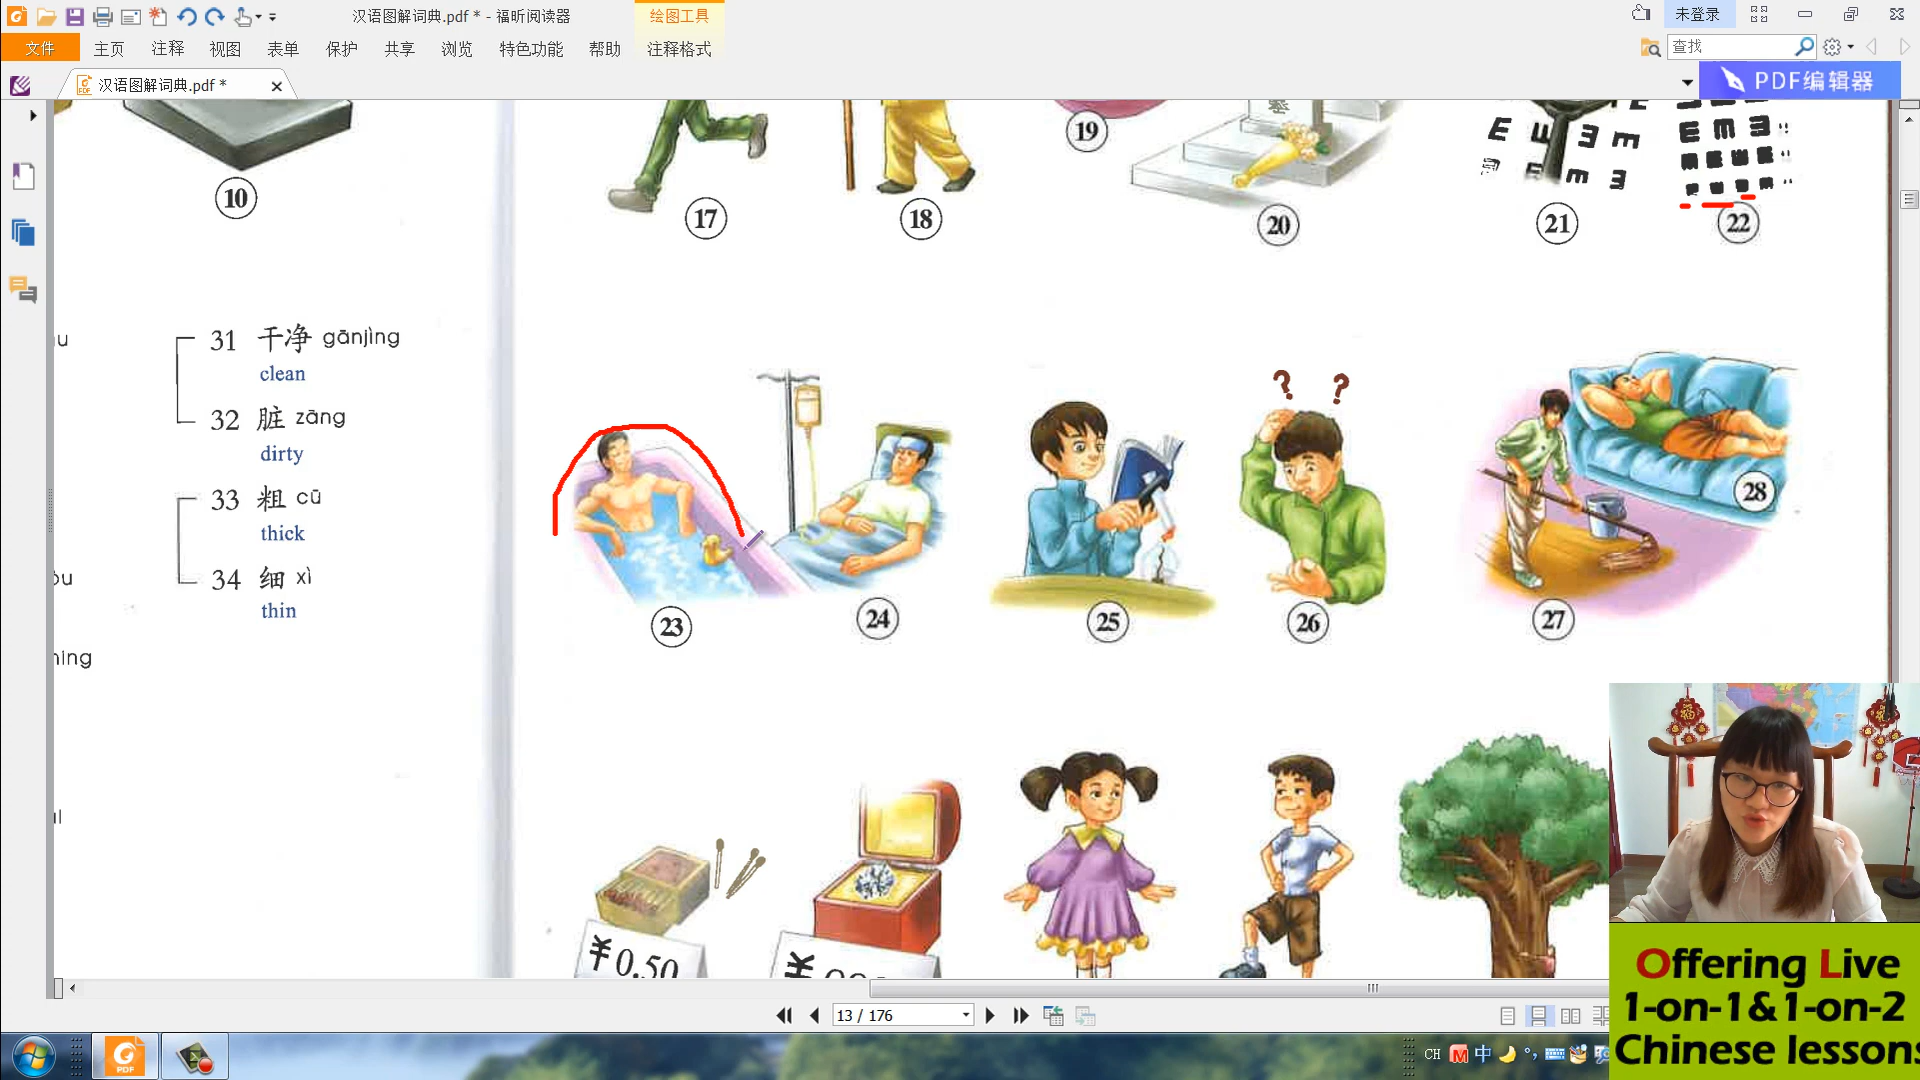 汉语图解词典.pdf * - 福昕阅读器
绘图工具
未登录
文件 主页 注释 视图 表单 保护 共享 浏览 特色功能 帮助 注释格式
查找
汉语图解词典.pdf *
PDF编辑器
10
17
18
19
20
21
22
31 干净 gānjìng
clean
32 脏 zāng
dirty
33 粗 cū
thick
34 细 xì
thin
23
24
25
26
27
28
? ?
¥0.50
13 / 176
CH 中
Offering Live
1-on-1&1-on-2
Chinese lessons